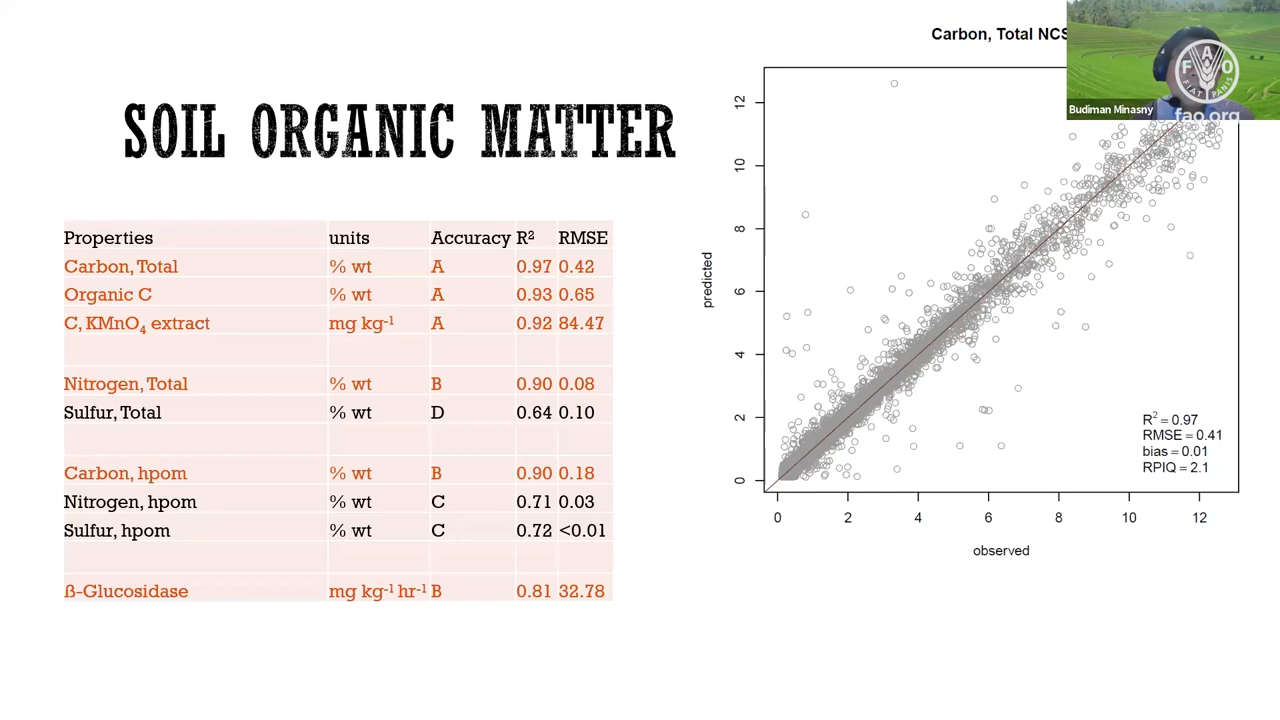 SOIL ORGANIC MATTER
Properties units Accuracy R² RMSE
Carbon, Total % wt A 0.97 0.42
Organic C % wt A 0.93 0.65
C, KMnO₄ extract mg kg⁻¹ A 0.92 84.47
Nitrogen, Total % wt B 0.90 0.08
Sulfur, Total % wt D 0.64 0.10
Carbon, hpom % wt B 0.90 0.18
Nitrogen, hpom % wt C 0.71 0.03
Sulfur, hpom % wt C 0.72 <0.01
ß-Glucosidase mg kg⁻¹ hr⁻¹ B 0.81 32.78
Carbon, Total NCS
12
10
8
6
4
2
0
predicted
0 2 4 6 8 10 12
observed
R² = 0.97
RMSE = 0.41
bias = 0.01
RPIQ = 2.1
F A O
FIAT PANIS
fao.org
Budiman Minasny